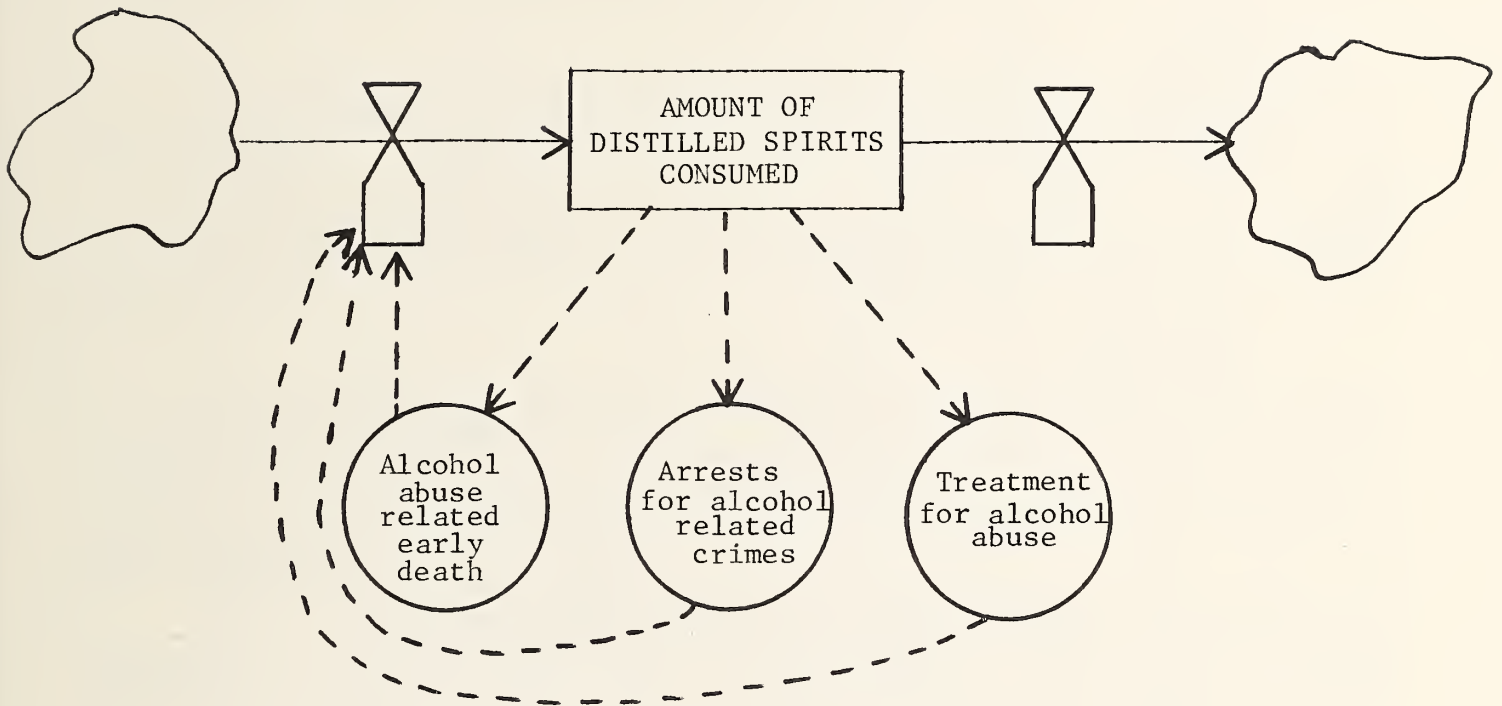 AMOUNT OF
DISTILLED SPIRITS
CONSUMED
Alcohol
abuse
related
early
death
Arrests
for alcohol
related
crimes
Treatment
for alcohol
abuse